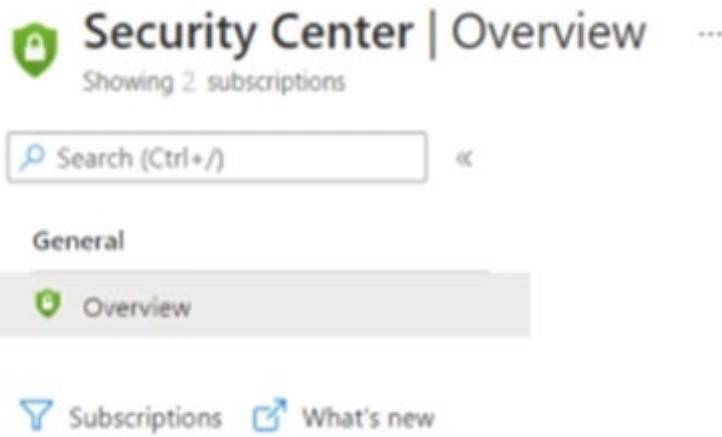 Security Center | Overview ...
Showing 2 subscriptions
Search (Ctrl+/) «
General
Overview
Subscriptions What's new